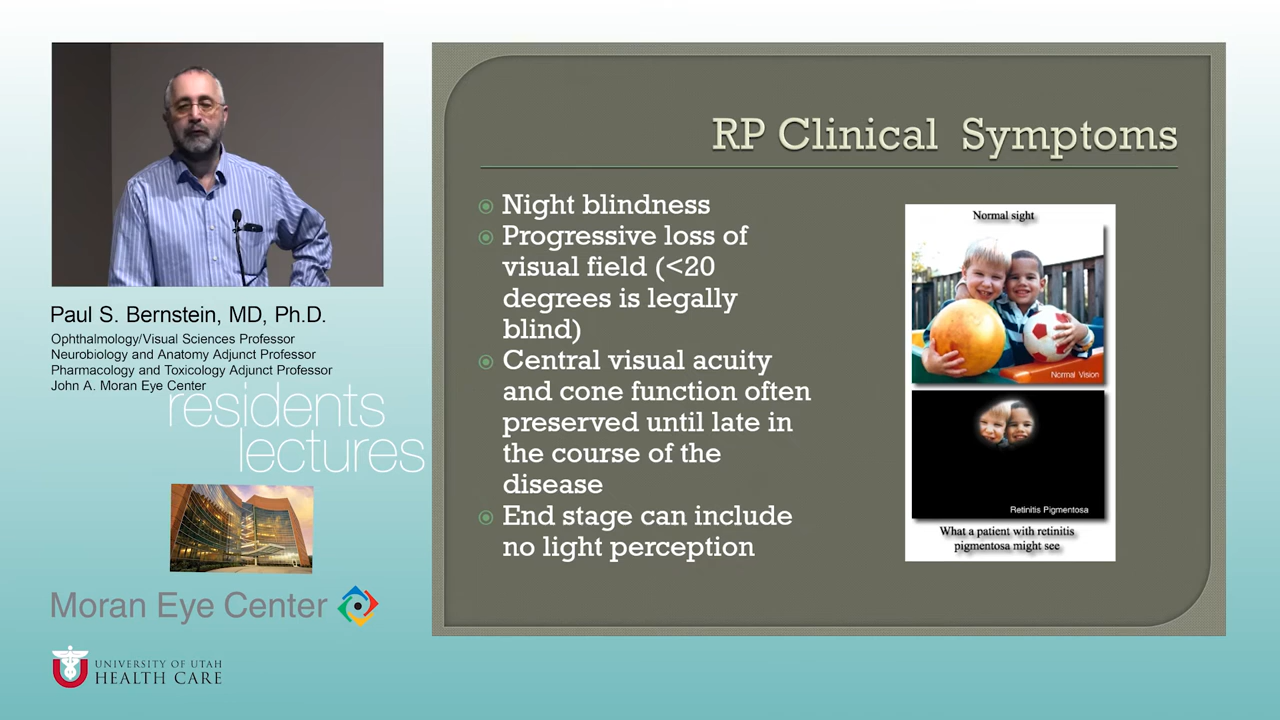 Paul S. Bernstein, MD, Ph.D.
Ophthalmology/Visual Sciences Professor
Neurobiology and Anatomy Adjunct Professor
Pharmacology and Toxicology Adjunct Professor
John A. Moran Eye Center
residents
lectures
Moran Eye Center
UNIVERSITY OF UTAH
HEALTH CARE
RP Clinical Symptoms
Night blindness
Progressive loss of
visual field (<20
degrees is legally
blind)
Central visual acuity
and cone function often
preserved until late in
the course of the
disease
End stage can include
no light perception
Normal sight
Normal Vision
Retinitis Pigmentosa
What a patient with retinitis
pigmentosa might see